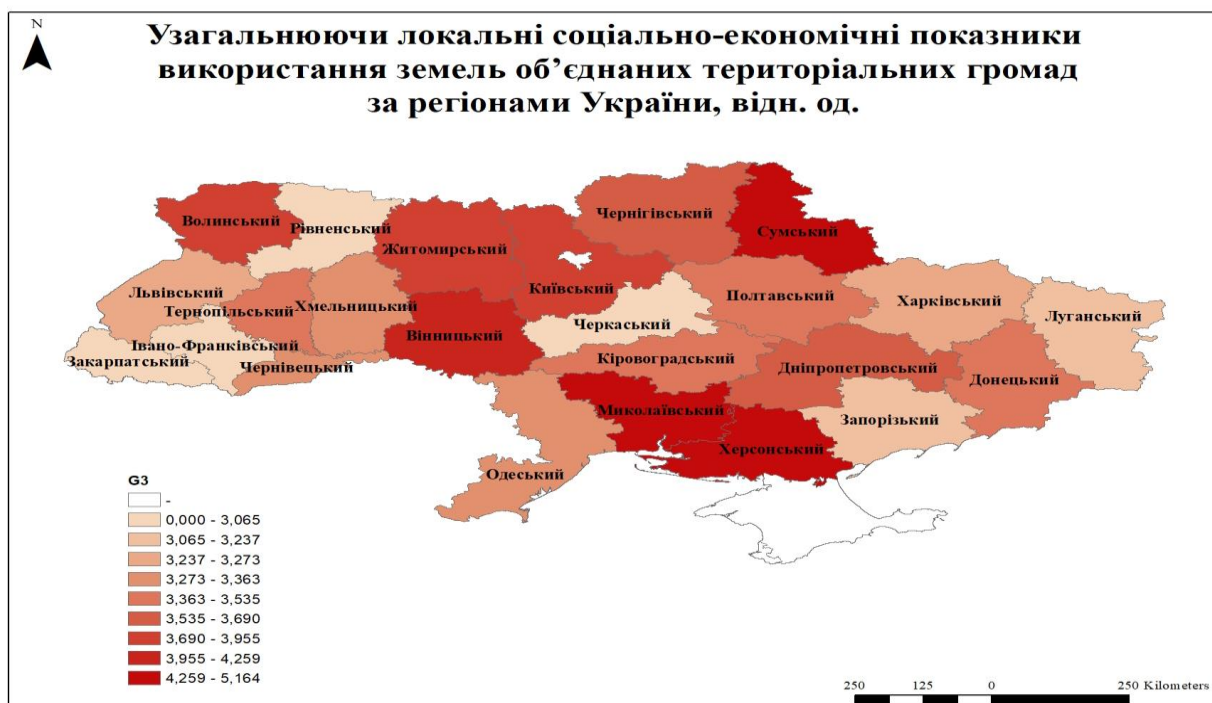 N
Узагальнюючи локальні соціально-економічні показники
використання земель об’єднаних територіальних громад
за регіонами України, відн. од.
Волинський
Рівненський
Житомирський
Чернігівський
Сумський
Київський
Львівський
Тернопільський
Хмельницький
Вінницький
Черкаський
Полтавський
Харківський
Луганський
Івано-Франківський
Закарпатський
Чернівецький
Кіровоградський
Дніпропетровський
Донецький
Миколаївський
Запорізький
Херсонський
Одеський
G3
-
0,000 - 3,065
3,065 - 3,237
3,237 - 3,273
3,273 - 3,363
3,363 - 3,535
3,535 - 3,690
3,690 - 3,955
3,955 - 4,259
4,259 - 5,164
250 125 0 250 Kilometers